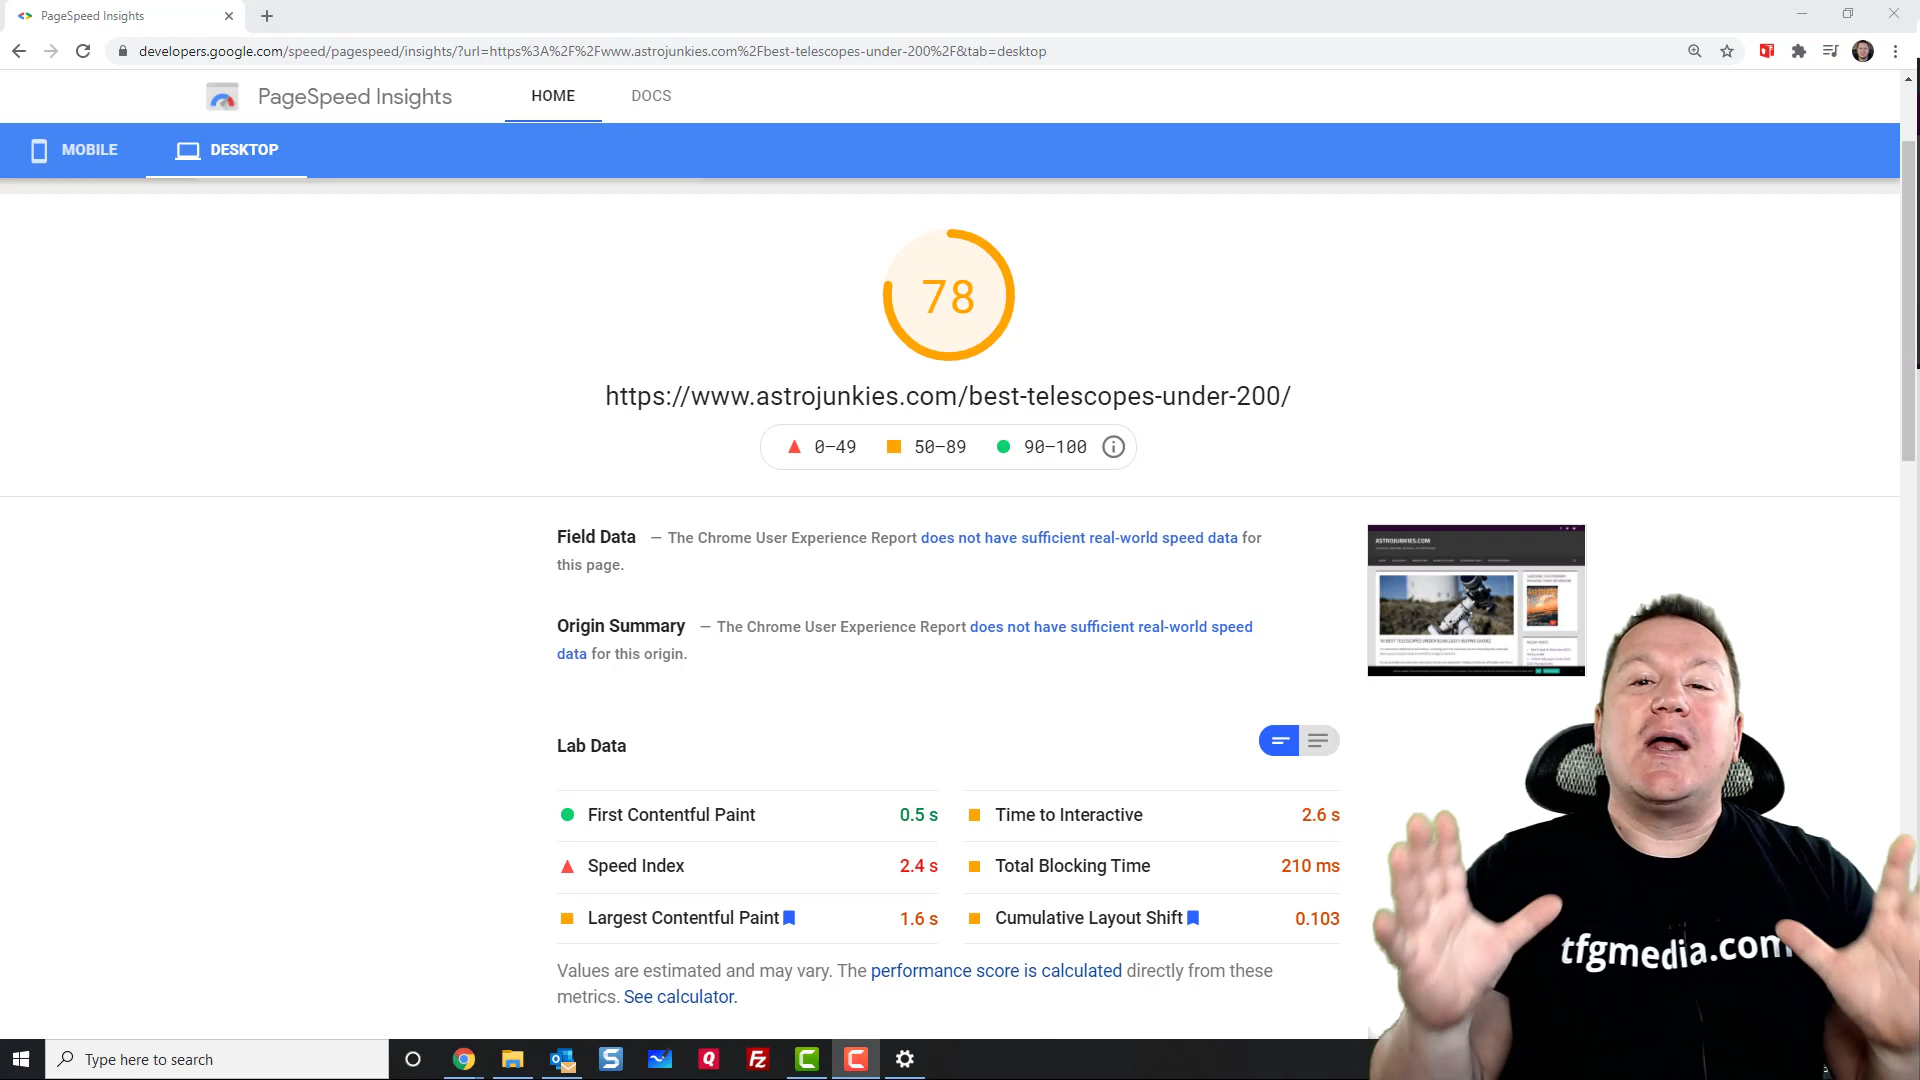 PageSpeed Insights
developers.google.com/speed/pagespeed/insights/?url=https%3A%2F%2Fwww.astrojunkies.com%2Fbest-telescopes-under-200%2F&tab=desktop
PageSpeed Insights HOME DOCS
MOBILE DESKTOP
78
https://www.astrojunkies.com/best-telescopes-under-200/
0–49 50–89 90–100
Field Data — The Chrome User Experience Report does not have sufficient real-world speed data for
this page.
ASTROJUNKIES.COM
Origin Summary — The Chrome User Experience Report does not have sufficient real-world speed
data for this origin.
Lab Data
First Contentful Paint 0.5 s Time to Interactive 2.6 s
Speed Index 2.4 s Total Blocking Time 210 ms
Largest Contentful Paint 1.6 s Cumulative Layout Shift 0.103
tfgmedia.com
Values are estimated and may vary. The performance score is calculated directly from these
metrics. See calculator.
Type here to search